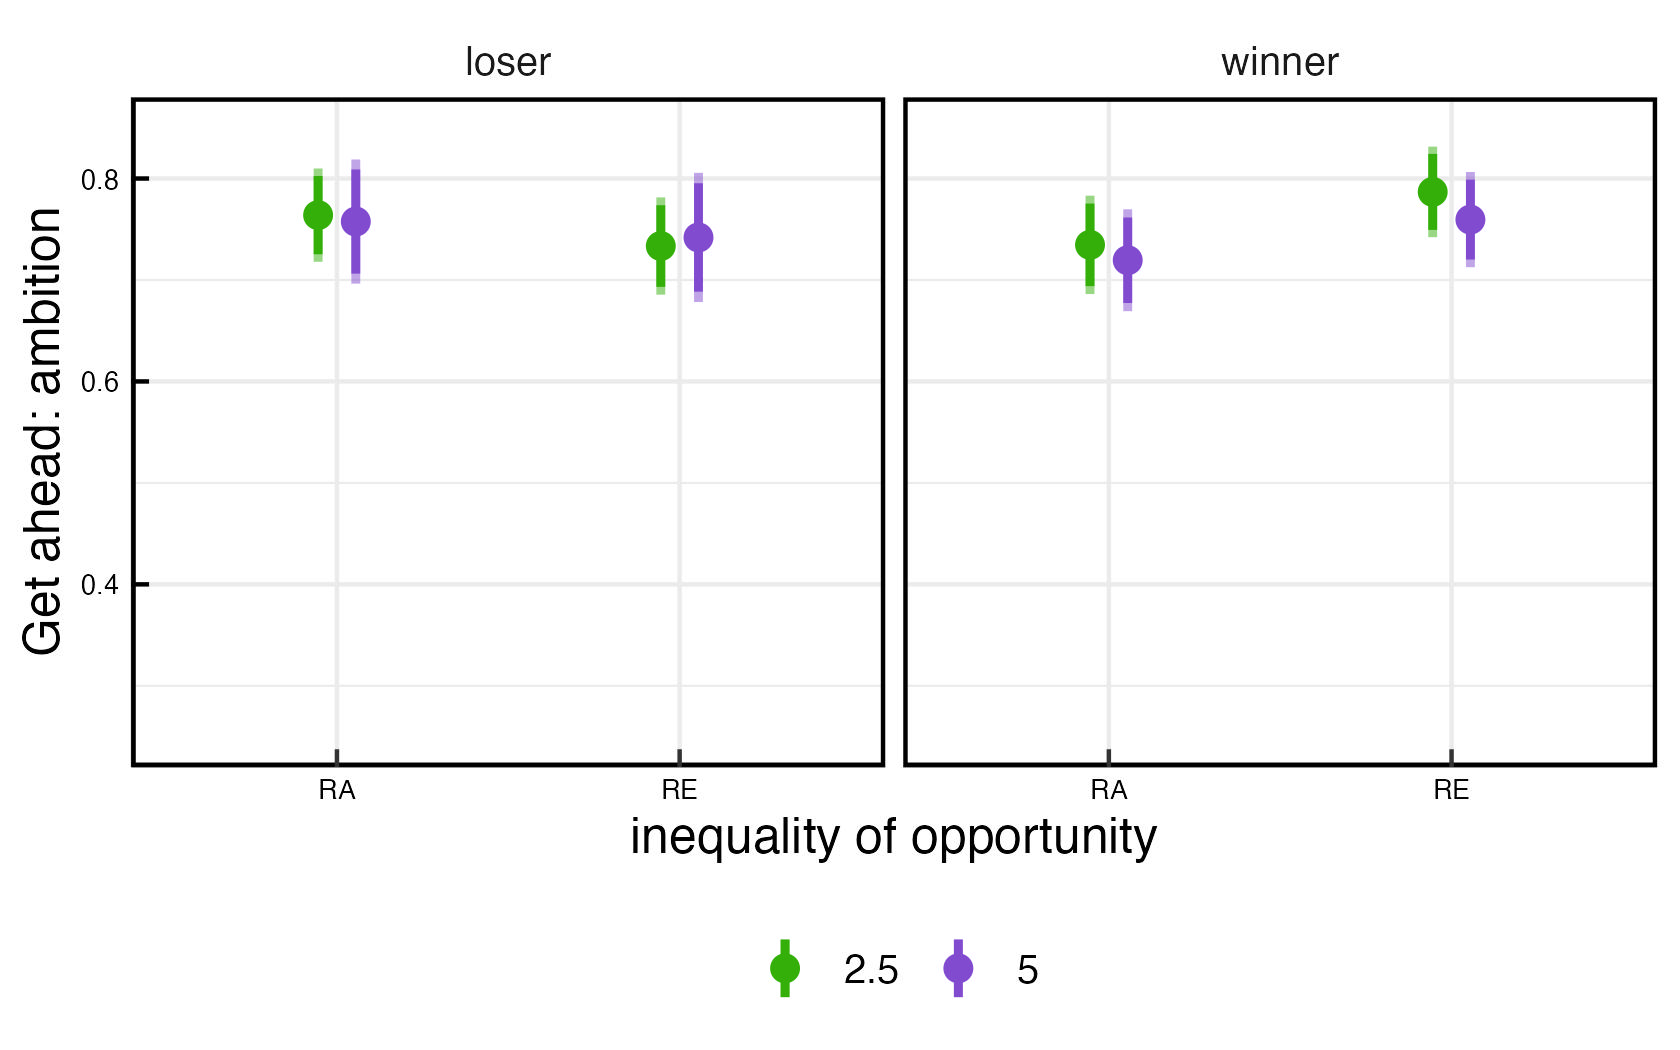 loser
winner
Get ahead: ambition
0.8
0.6
0.4
RA
RE
RA
RE
inequality of opportunity
2.5
5